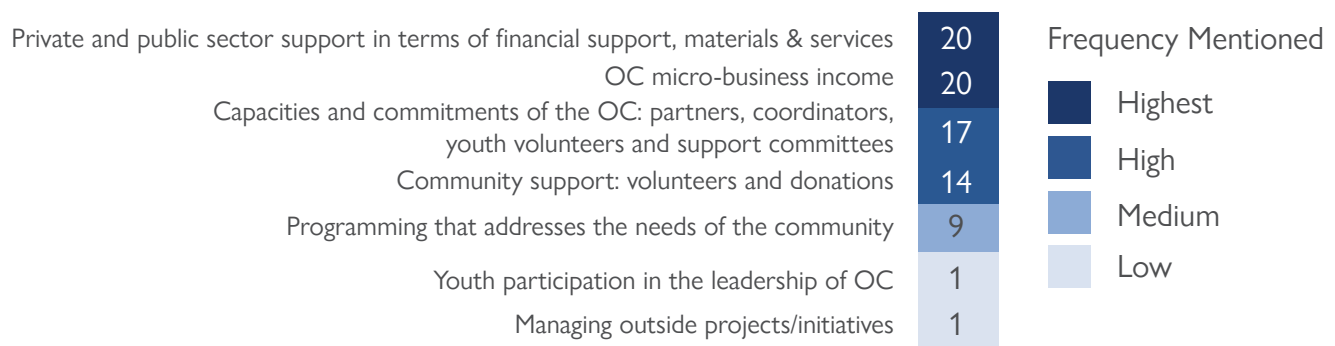 Private and public sector support in terms of financial support, materials & services 20
OC micro-business income 20
Capacities and commitments of the OC: partners, coordinators,
youth volunteers and support committees 17
Community support: volunteers and donations 14
Programming that addresses the needs of the community 9
Youth participation in the leadership of OC 1
Managing outside projects/initiatives 1
Frequency Mentioned
Highest
High
Medium
Low